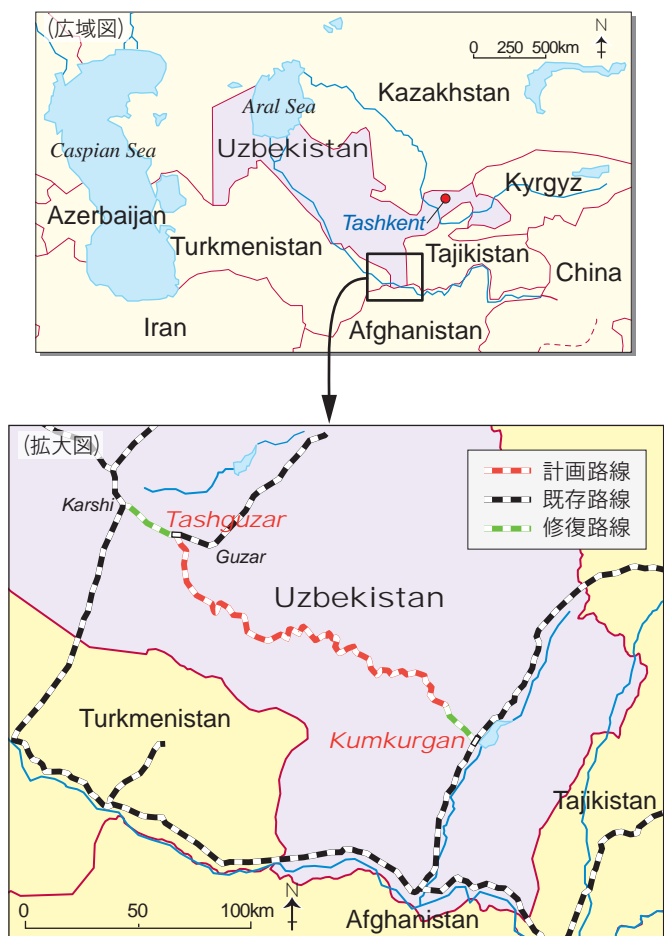 (広域図)
N
0 250 500km
Kazakhstan
Aral Sea
Caspian Sea
Uzbekistan
Kyrgyz
Azerbaijan
Tashkent
Turkmenistan
Tajikistan
China
Iran
Afghanistan
(拡大図)
計画路線
既存路線
修復路線
Karshi
Tashguzar
Guzar
Uzbekistan
Turkmenistan
Kumkurgan
Tajikistan
N
0 50 100km
Afghanistan